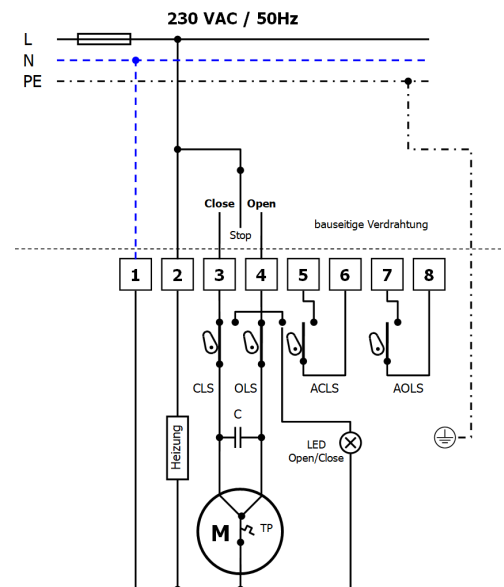 230 VAC / 50Hz
L
N
PE
Close Open
Stop
bauseitige Verdrahtung
1 2 3 4 5 6 7 8
CLS OLS ACLS AOLS
C
Heizung
LED
Open/Close
M TP